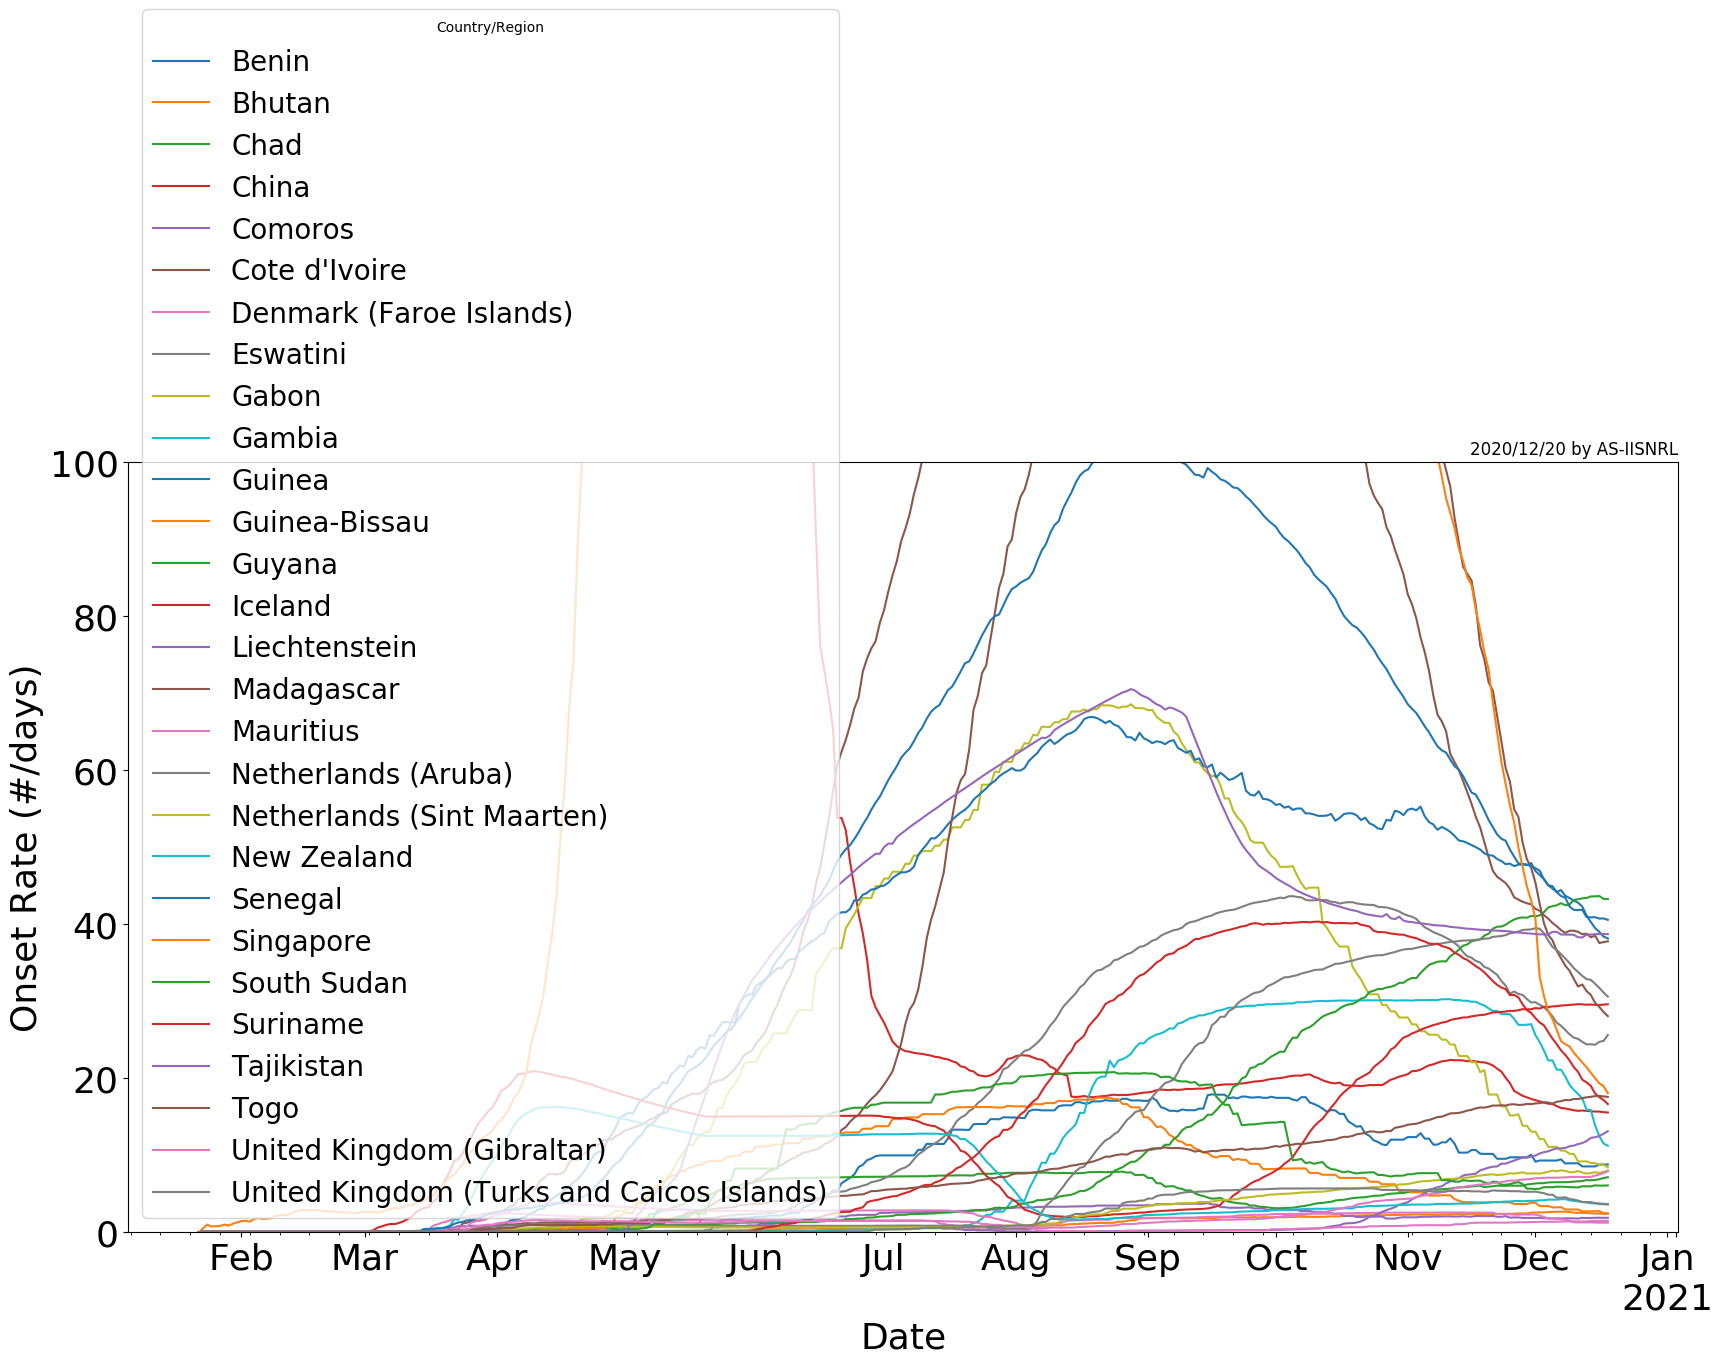 Country/Region
Benin
Bhutan
Chad
China
Comoros
Cote d'Ivoire
Denmark (Faroe Islands)
Eswatini
Gabon
Gambia
Guinea
Guinea-Bissau
Guyana
Iceland
Liechtenstein
Madagascar
Mauritius
Netherlands (Aruba)
Netherlands (Sint Maarten)
New Zealand
Senegal
Singapore
South Sudan
Suriname
Tajikistan
Togo
United Kingdom (Gibraltar)
United Kingdom (Turks and Caicos Islands)
2020/12/20 by AS-IISNRL
100
80
60
40
20
0
Onset Rate (#/days)
Feb Mar Apr May Jun Jul Aug Sep Oct Nov Dec Jan
2021
Date